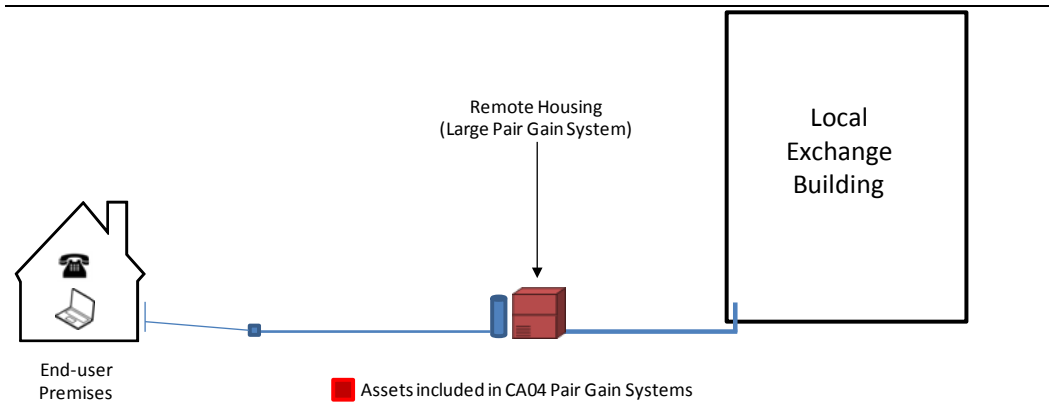 Remote Housing
(Large Pair Gain System)
Local
Exchange
Building
End-user
Premises
Assets included in CA04 Pair Gain Systems